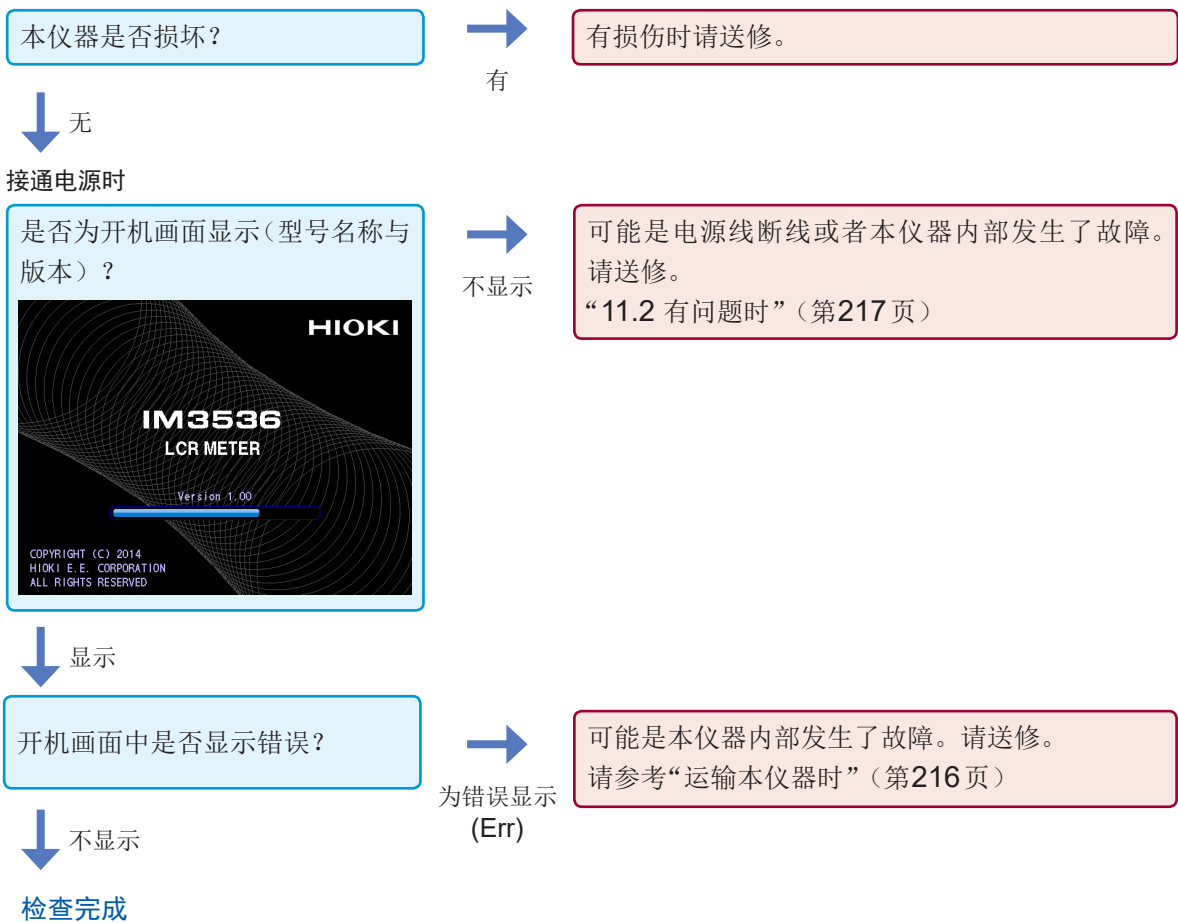 本仪器是否损坏？
有
有损伤时请送修。
无
接通电源时
是否为开机画面显示（型号名称与
版本）？
HIOKI
IM3536
LCR METER
Version 1.00
COPYRIGHT (C) 2014
HIOKI E.E. CORPORATION
ALL RIGHTS RESERVED
不显示
可能是电源线断线或者本仪器内部发生了故障。
请送修。
“11.2 有问题时”（第217页）
显示
开机画面中是否显示错误？
为错误显示
(Err)
可能是本仪器内部发生了故障。请送修。
请参考“运输本仪器时”（第216页）
不显示
检查完成